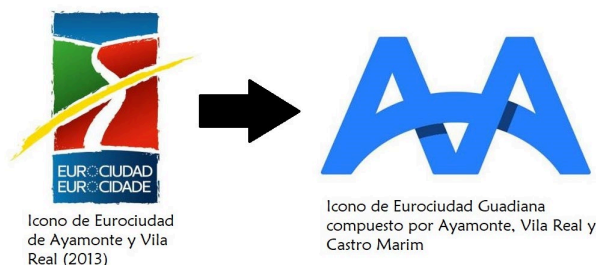 EUROCIUDAD
EUROCIDADE
Icono de Eurociudad
de Ayamonte y Vila
Real (2013)
Icono de Eurociudad Guadiana
compuesto por Ayamonte, Vila Real y
Castro Marim